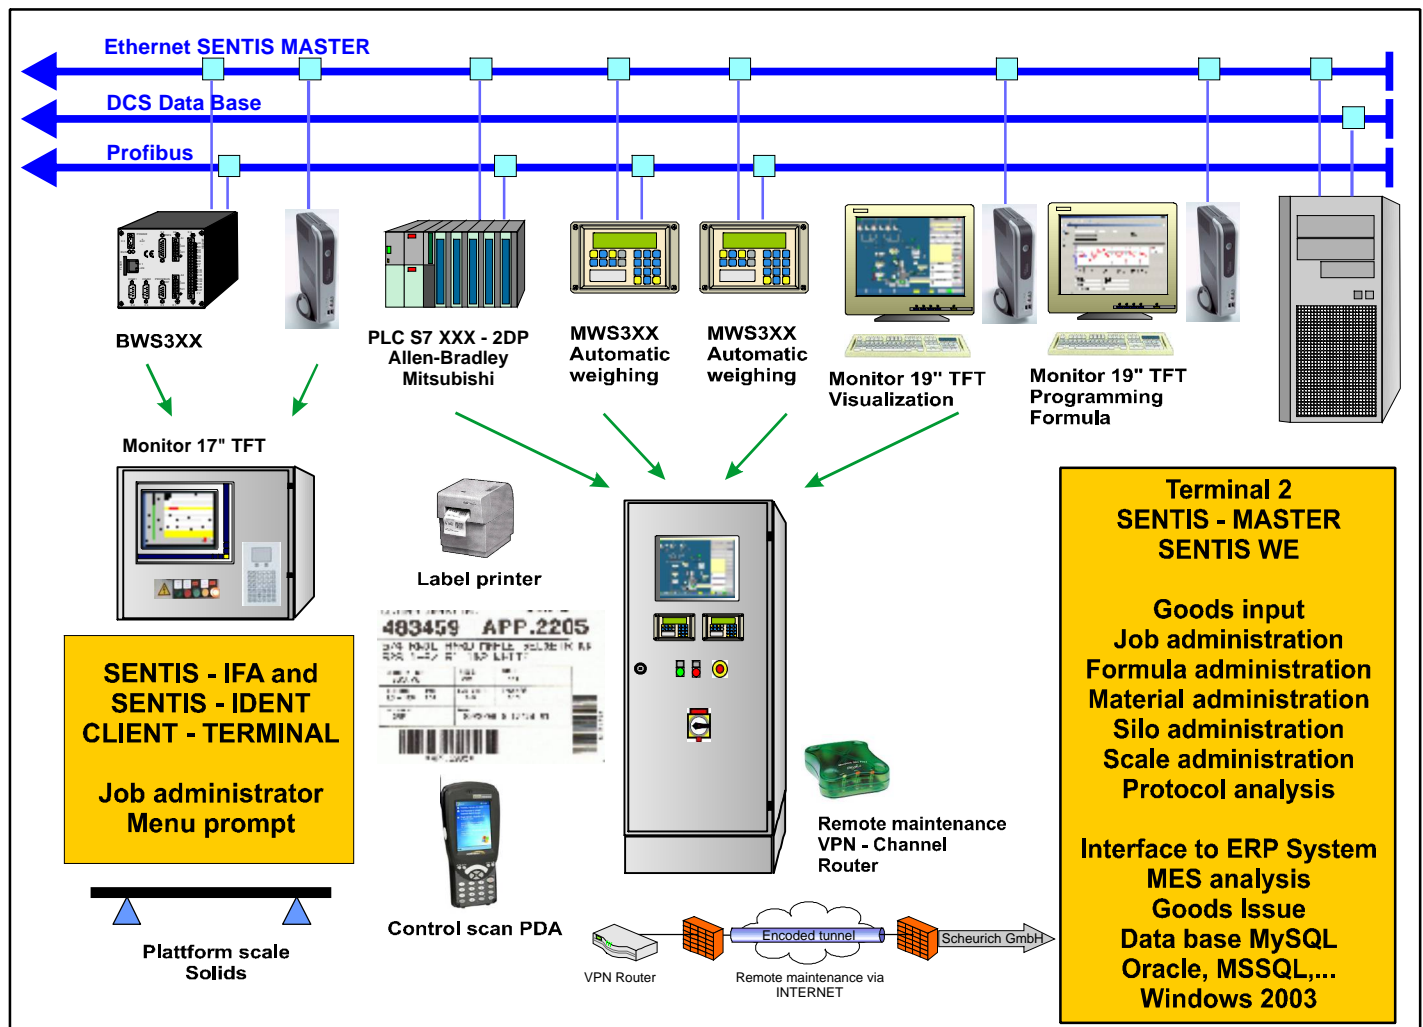 Ethernet SENTIS MASTER
DCS Data Base
Profibus
BWS3XX
PLC S7 XXX - 2DP
Allen-Bradley
Mitsubishi
MWS3XX
Automatic
weighing
MWS3XX
Automatic
weighing
Monitor 19" TFT
Visualization
Monitor 19" TFT
Programming
Formula
Monitor 17" TFT
Label printer
483459 APP.2205
SENTIS - IFA and
SENTIS - IDENT
CLIENT - TERMINAL
Job administrator
Menu prompt
Plattform scale
Solids
Control scan PDA
Remote maintenance
VPN - Channel
Router
VPN Router
Encoded tunnel
Remote maintenance via
INTERNET
Scheurich GmbH
Terminal 2
SENTIS - MASTER
SENTIS WE
Goods input
Job administration
Formula administration
Material administration
Silo administration
Scale administration
Protocol analysis
Interface to ERP System
MES analysis
Goods Issue
Data base MySQL
Oracle, MSSQL,...
Windows 2003